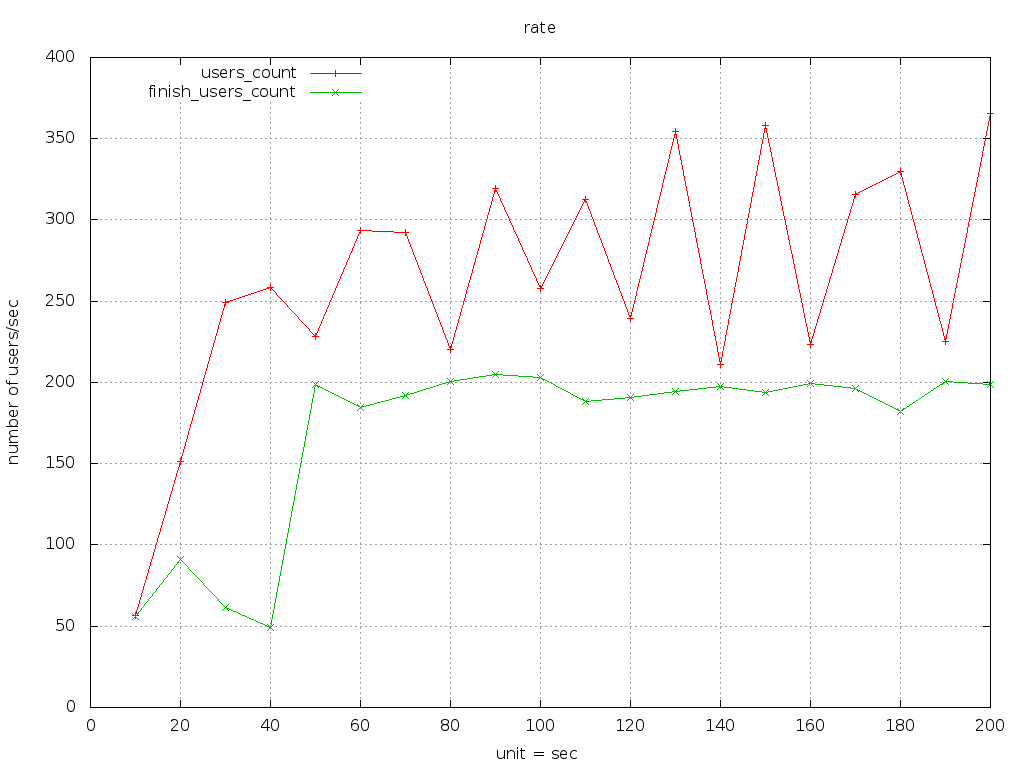 rate
400
users_count
finish_users_count
350
300
250
200
150
100
50
0
number of users/sec
0 20 40 60 80 100 120 140 160 180 200
unit = sec